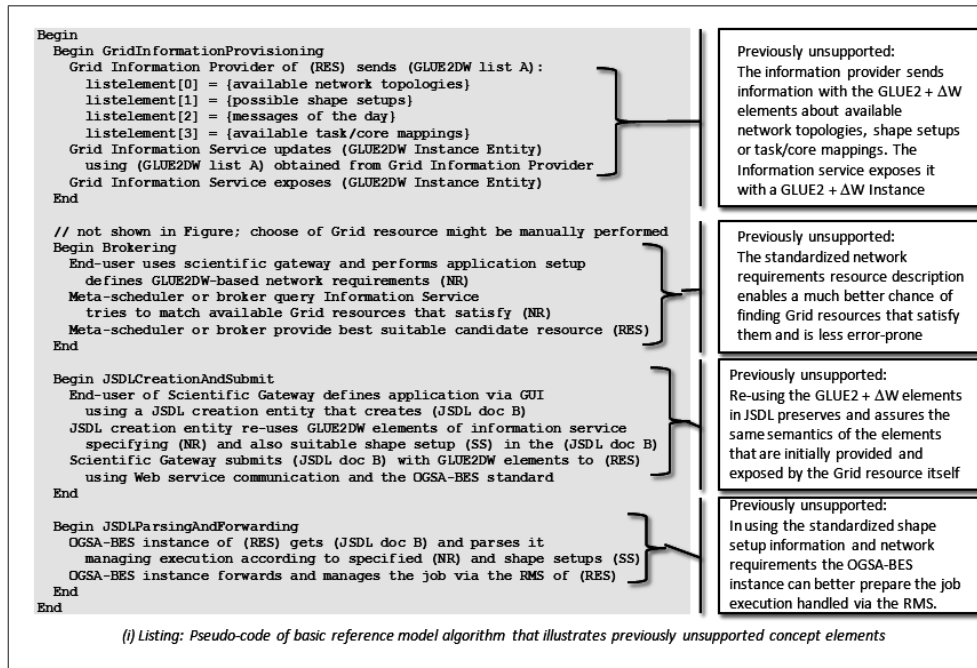 Begin
Begin GridInformationProvisioning
Grid Information Provider of (RES) sends (GLUE2DW list A):
listelement[0] = {available network topologies}
listelement[1] = {possible shape setups}
listelement[2] = {messages of the day}
listelement[3] = {available task/core mappings}
Grid Information Service updates (GLUE2DW Instance Entity)
using (GLUE2DW list A) obtained from Grid Information Provider
Grid Information Service exposes (GLUE2DW Instance Entity)
End
// not shown in Figure; choose of Grid resource might be manually performed
Begin Brokering
End-user uses scientific gateway and performs application setup
defines GLUE2DW-based network requirements (NR)
Meta-scheduler or broker query Information Service
tries to match available Grid resources that satisfy (NR)
Meta-scheduler or broker provide best suitable candidate resource (RES)
End
Begin JSDLCreationAndSubmit
End-user of Scientific Gateway defines application via GUI
using a JSDL creation entity that creates (JSDL doc B)
JSDL creation entity re-uses GLUE2DW elements of information service
specifying (NR) and also suitable shape setup (SS) in the (JSDL doc B)
Scientific Gateway submits (JSDL doc B) with GLUE2DW elements to (RES)
using Web service communication and the OGSA-BES standard
End
Begin JSDLParsingAndForwarding
OGSA-BES instance of (RES) gets (JSDL doc B) and parses it
managing execution according to specified (NR) and shape setups (SS)
OGSA-BES instance forwards and manages the job via the RMS of (RES)
End
End
Previously unsupported:
The information provider sends
information with the GLUE2 + ΔW
elements about available
network topologies, shape setups
or task/core mappings. The
Information service exposes it
with a GLUE2 + ΔW Instance
Previously unsupported:
The standardized network
requirements resource description
enables a much better chance of
finding Grid resources that satisfy
them and is less error-prone
Previously unsupported:
Re-using the GLUE2 + ΔW elements
in JSDL preserves and assures the
same semantics of the elements
that are initially provided and
exposed by the Grid resource itself
Previously unsupported:
In using the standardized shape
setup information and network
requirements the OGSA-BES
instance can better prepare the job
execution handled via the RMS.
(i) Listing: Pseudo-code of basic reference model algorithm that illustrates previously unsupported concept elements